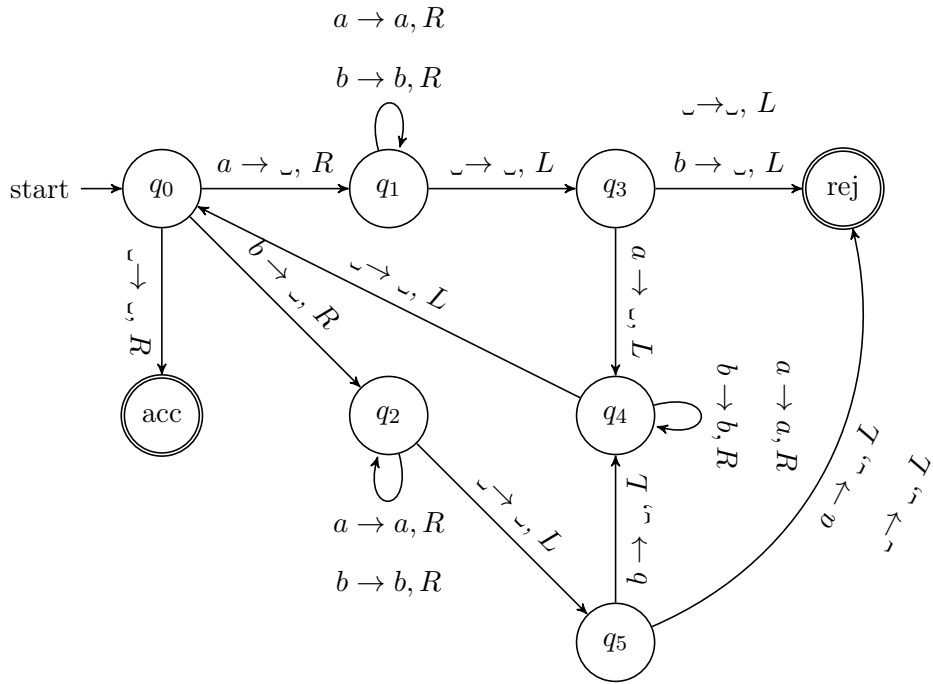 a → a, R
b → b, R
␣→␣, L
start
q0
a → ␣, R
q1
␣→ ␣, L
q3
b → ␣, L
rej
␣→ ␣, R
b → ␣, R
␣→ ␣, L
a → ␣, L
acc
q2
q4
b → b, R
a → a, R
a → a, R
b → b, R
␣→ ␣, L
b → ␣, L
a → ␣, L
␣→ ␣, L
q5